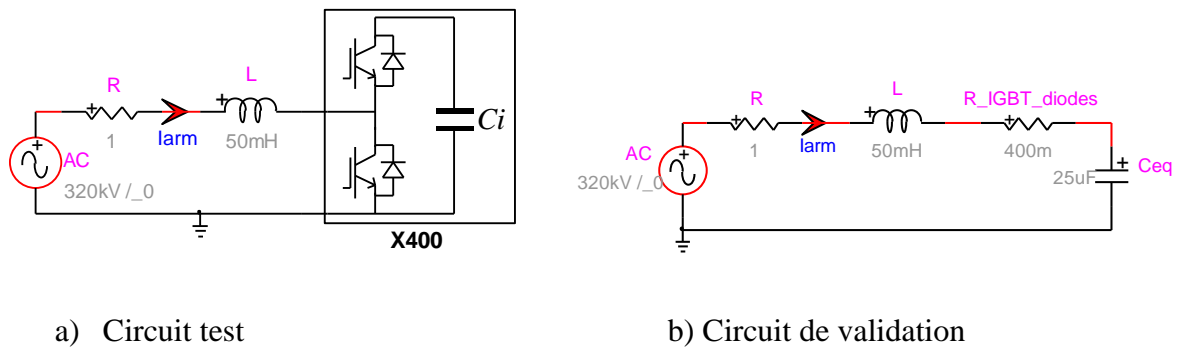 R
1
Iarm
L
50mH
AC
320kV /_0
Ci
X400
R
1
Iarm
L
50mH
R_IGBT_diodes
400m
AC
320kV /_0
25uF
Ceq
a) Circuit test
b) Circuit de validation